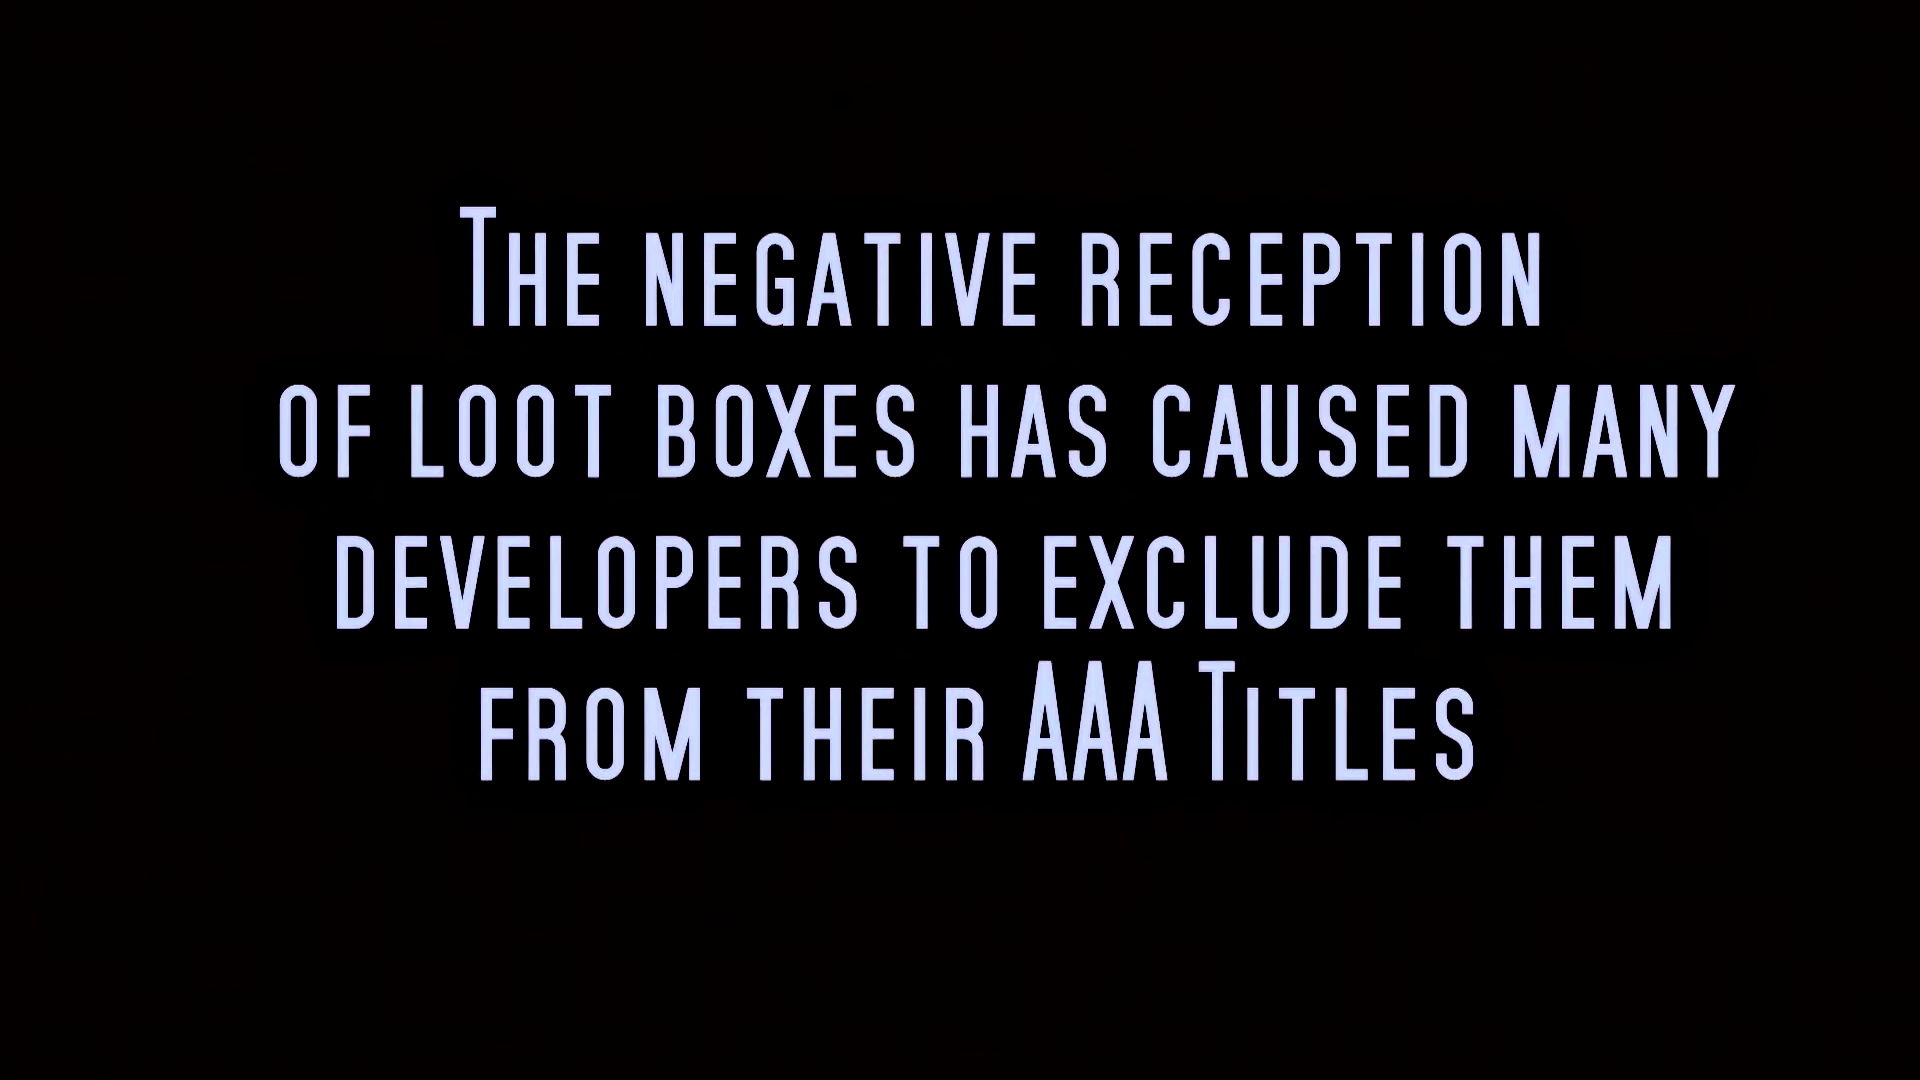 The negative reception
of loot boxes has caused many
developers to exclude them
from their AAA Titles